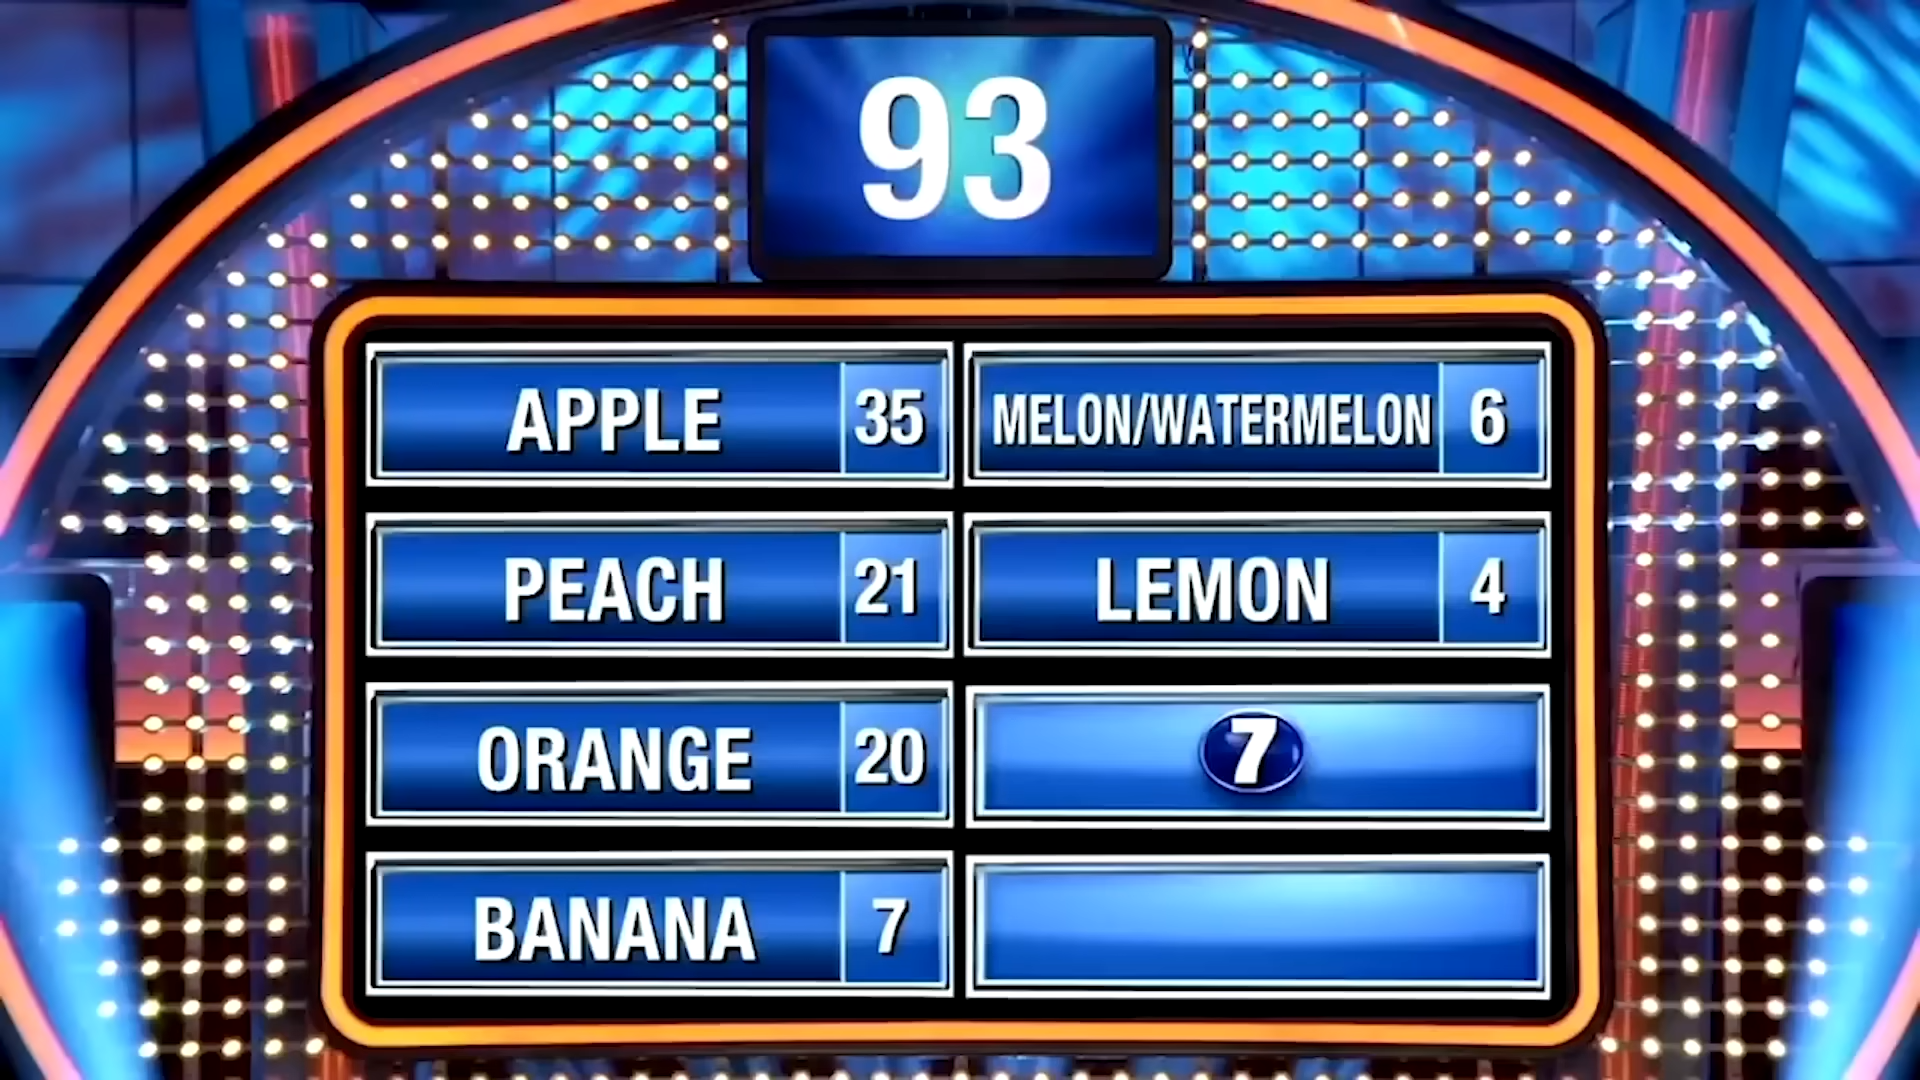 93
APPLE 35
PEACH 21
ORANGE 20
BANANA 7
MELON/WATERMELON 6
LEMON 4
7